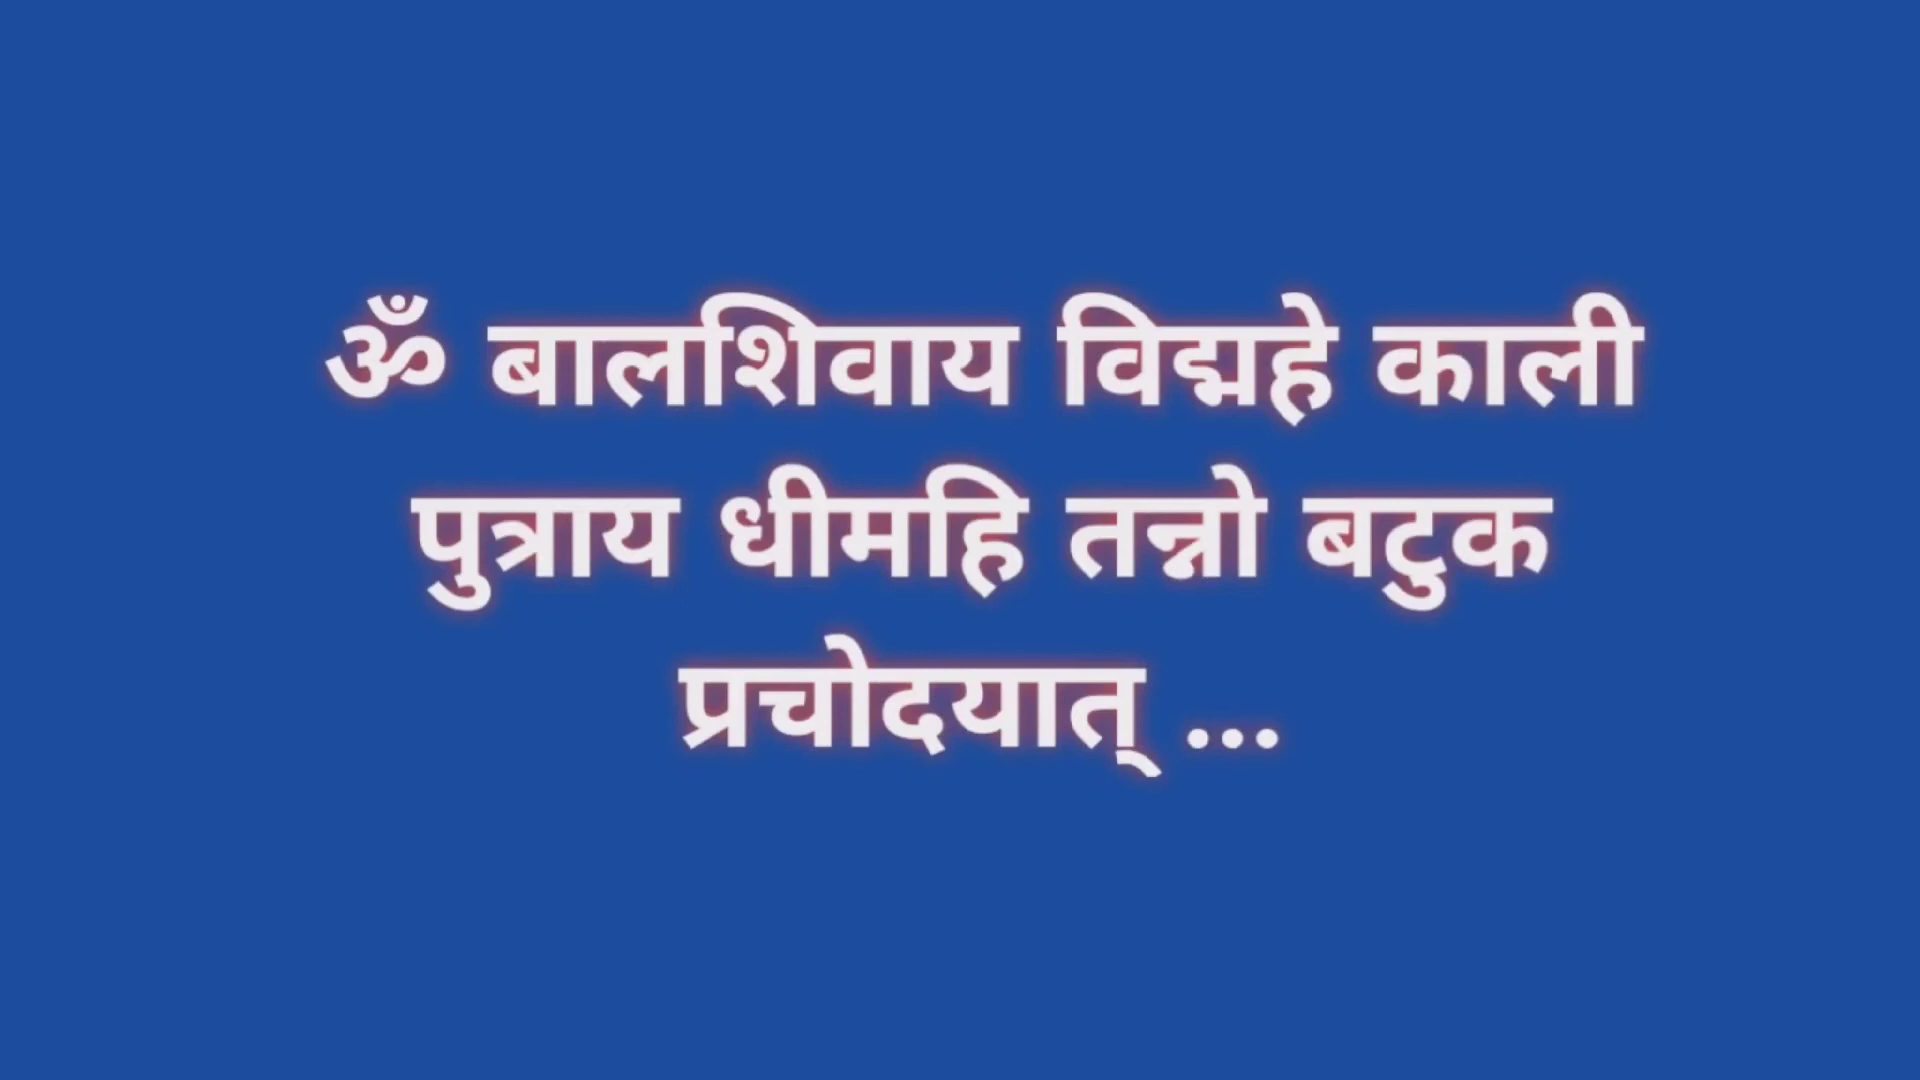 ॐ बालशिवाय विद्महे काली
पुत्राय धीमहि तन्नो बटुक
प्रचोदयात् ...